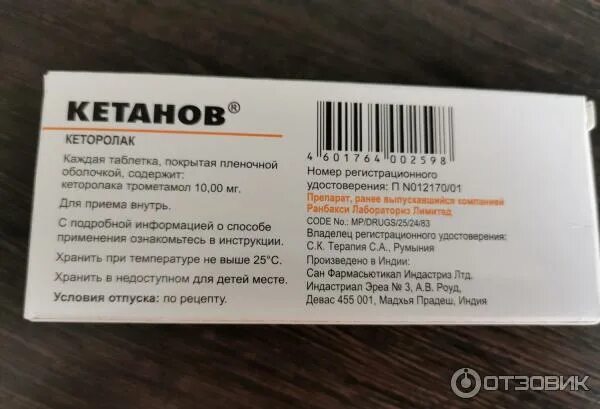 КЕТАНОВ®
КЕТОРОЛАК
Каждая таблетка, покрытая пленочной
оболочкой, содержит:
кеторолака трометамол 10,00 мг.
Для приема внутрь.
С подробной информацией о способе
применения ознакомьтесь в инструкции.
Хранить при температуре не выше 25°C.
Хранить в недоступном для детей месте.
Условия отпуска: по рецепту.
4 601764 002598
Номер регистрационного
удостоверения: П N012170/01
Препарат, ранее выпускавшийся компанией
Ранбакси Лабораториз Лимитед
CODE No.: MP/DRUGS/25/24/83
Владелец регистрационного удостоверения:
С.К. Терапия С.А., Румыния
Произведено в Индии:
Сан Фармасьютикал Индастриз Лтд.
Индастриал Эреа № 3, А.В. Роуд,
Девас 455 001, Мадхья Прадеш, Индия
ОТЗОВИК